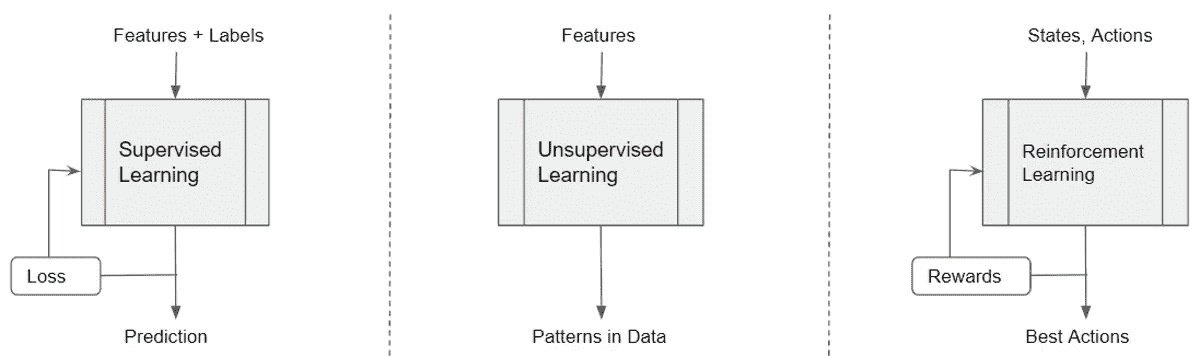 Features + Labels
Supervised
Learning
Loss
Prediction
Features
Unsupervised
Learning
Patterns in Data
States, Actions
Reinforcement
Learning
Rewards
Best Actions